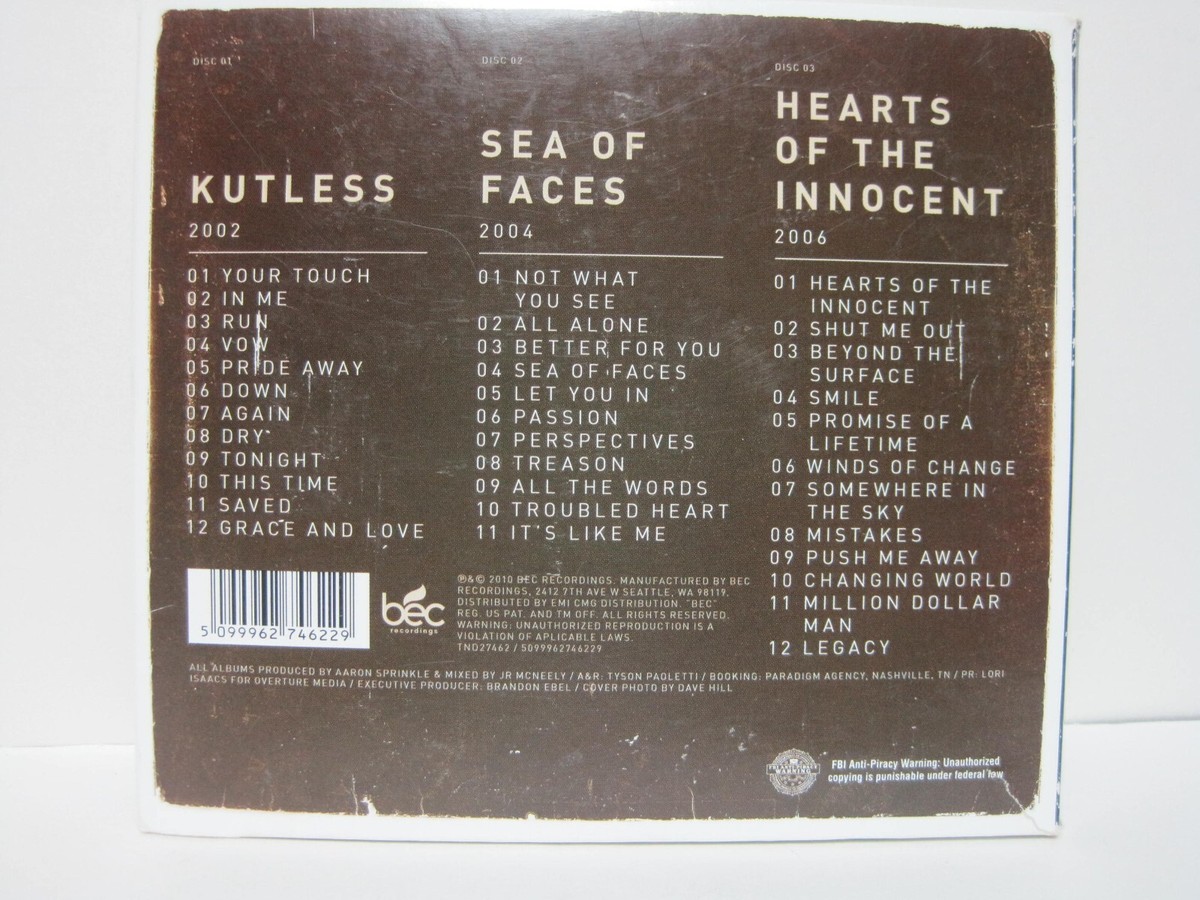 DISC 01
KUTLESS
2002
01 YOUR TOUCH
02 IN ME
03 RUN
04 VOW
05 PRIDE AWAY
06 DOWN
07 AGAIN
08 DRY
09 TONIGHT
10 THIS TIME
11 SAVED
12 GRACE AND LOVE
DISC 02
SEA OF
FACES
2004
01 NOT WHAT
YOU SEE
02 ALL ALONE
03 BETTER FOR YOU
04 SEA OF FACES
05 LET YOU IN
06 PASSION
07 PERSPECTIVES
08 TREASON
09 ALL THE WORDS
10 TROUBLED HEART
11 IT'S LIKE ME
DISC 03
HEARTS
OF THE
INNOCENT
2006
01 HEARTS OF THE
INNOCENT
02 SHUT ME OUT
03 BEYOND THE
SURFACE
04 SMILE
05 PROMISE OF A
LIFETIME
06 WINDS OF CHANGE
07 SOMEWHERE IN
THE SKY
08 MISTAKES
09 PUSH ME AWAY
10 CHANGING WORLD
11 MILLION DOLLAR
MAN
12 LEGACY
5 099962 746229
bec
recordings
℗&© 2010 BEC RECORDINGS. MANUFACTURED BY BEC
RECORDINGS, 2412 7TH AVE W SEATTLE, WA 98119.
DISTRIBUTED BY EMI CMG DISTRIBUTION. "BEC"
REG. US PAT. AND TM OFF. ALL RIGHTS RESERVED.
WARNING: UNAUTHORIZED REPRODUCTION IS A
VIOLATION OF APLICABLE LAWS.
TND27462 / 5099962746229
ALL ALBUMS PRODUCED BY AARON SPRINKLE & MIXED BY JR MCNEELY / A&R: TYSON PAOLETTI / BOOKING: PARADIGM AGENCY, NASHVILLE, TN / PR: LORI
ISAACS FOR OVERTURE MEDIA / EXECUTIVE PRODUCER: BRANDON EBEL / COVER PHOTO BY DAVE HILL
FBI ANTI-PIRACY
WARNING
FBI Anti-Piracy Warning: Unauthorized
copying is punishable under federal law